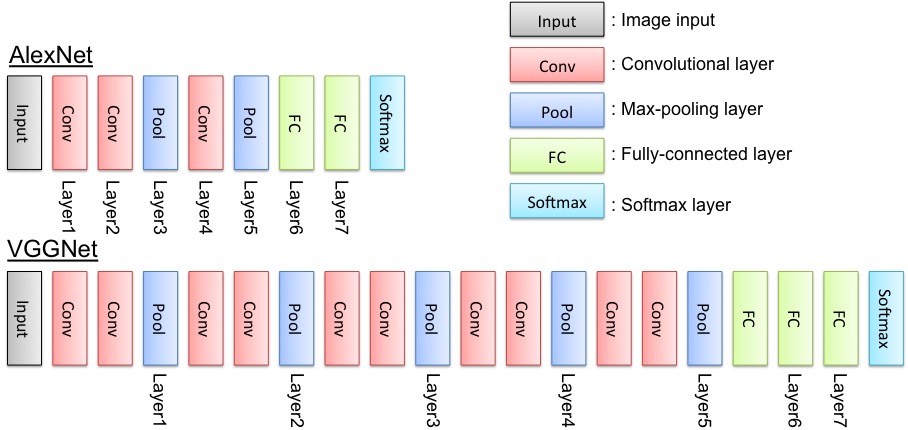 Input : Image input
AlexNet
Conv : Convolutional layer
Pool : Max-pooling layer
FC : Fully-connected layer
Softmax : Softmax layer
Input Conv Conv Pool Conv Pool FC FC Softmax
Layer1 Layer2 Layer3 Layer4 Layer5 Layer6 Layer7
VGGNet
Input Conv Conv Pool Conv Conv Pool Conv Conv Pool Conv Conv Pool Conv Conv Pool FC FC FC Softmax
Layer1 Layer2 Layer3 Layer4 Layer5 Layer6 Layer7